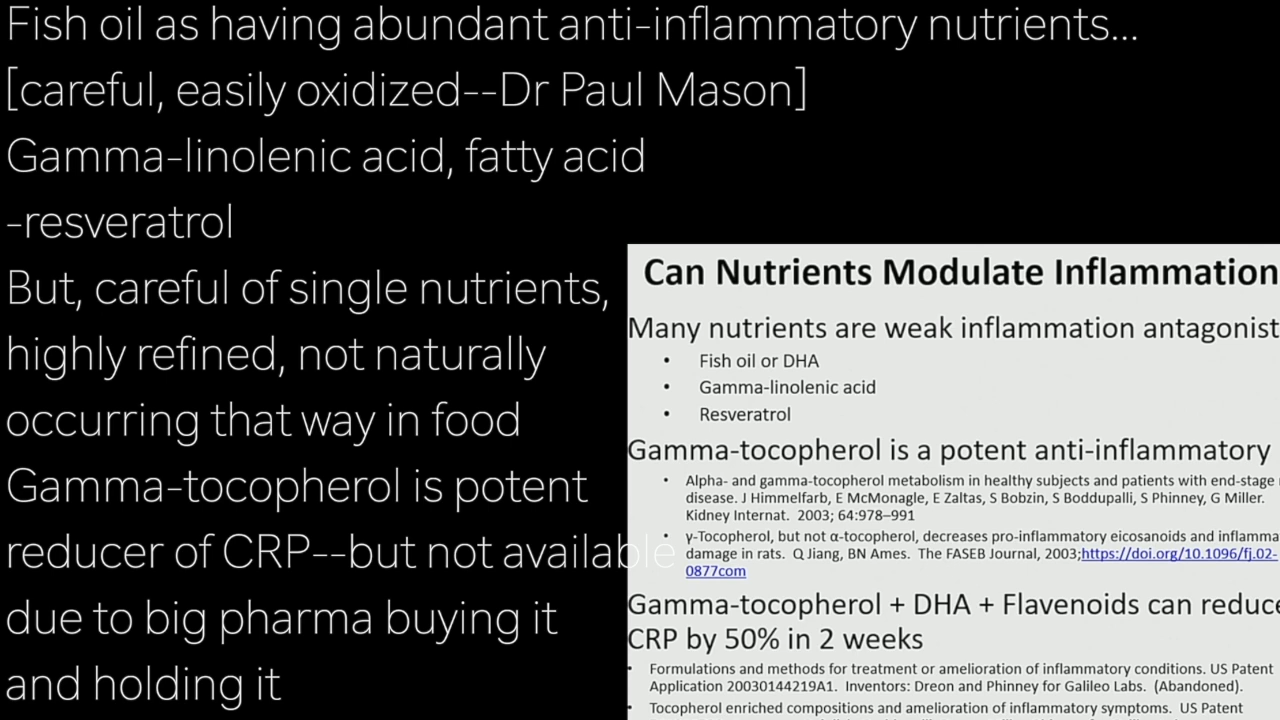 Fish oil as having abundant anti-inflammatory nutrients...
[careful, easily oxidized--Dr Paul Mason]
Gamma-linolenic acid, fatty acid
-resveratrol
But, careful of single nutrients,
highly refined, not naturally
occurring that way in food
Gamma-tocopherol is potent
reducer of CRP--but not available
due to big pharma buying it
and holding it
Can Nutrients Modulate Inflammation
Many nutrients are weak inflammation antagonist
• Fish oil or DHA
• Gamma-linolenic acid
• Resveratrol
Gamma-tocopherol is a potent anti-inflammatory
• Alpha- and gamma-tocopherol metabolism in healthy subjects and patients with end-stage
disease. J Himmelfarb, E McMonagle, E Zaltas, S Bobzin, S Boddupalli, S Phinney, G Miller.
Kidney Internat. 2003; 64:978–991
• γ-Tocopherol, but not α-tocopherol, decreases pro-inflammatory eicosanoids and inflamma
damage in rats. Q Jiang, BN Ames. The FASEB Journal, 2003;https://doi.org/10.1096/fj.02-
0877com
Gamma-tocopherol + DHA + Flavenoids can reduce
CRP by 50% in 2 weeks
• Formulations and methods for treatment or amelioration of inflammatory conditions. US Patent
Application 20030144219A1. Inventors: Dreon and Phinney for Galileo Labs. (Abandoned).
• Tocopherol enriched compositions and amelioration of inflammatory symptoms. US Patent